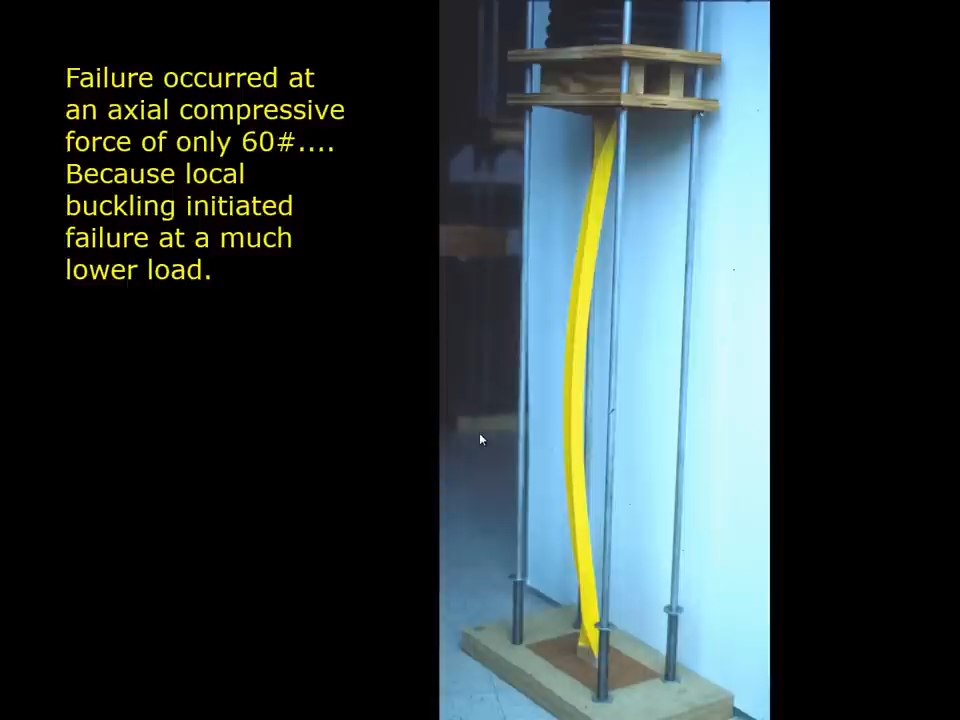 Failure occurred at
an axial compressive
force of only 60#....
Because local
buckling initiated
failure at a much
lower load.